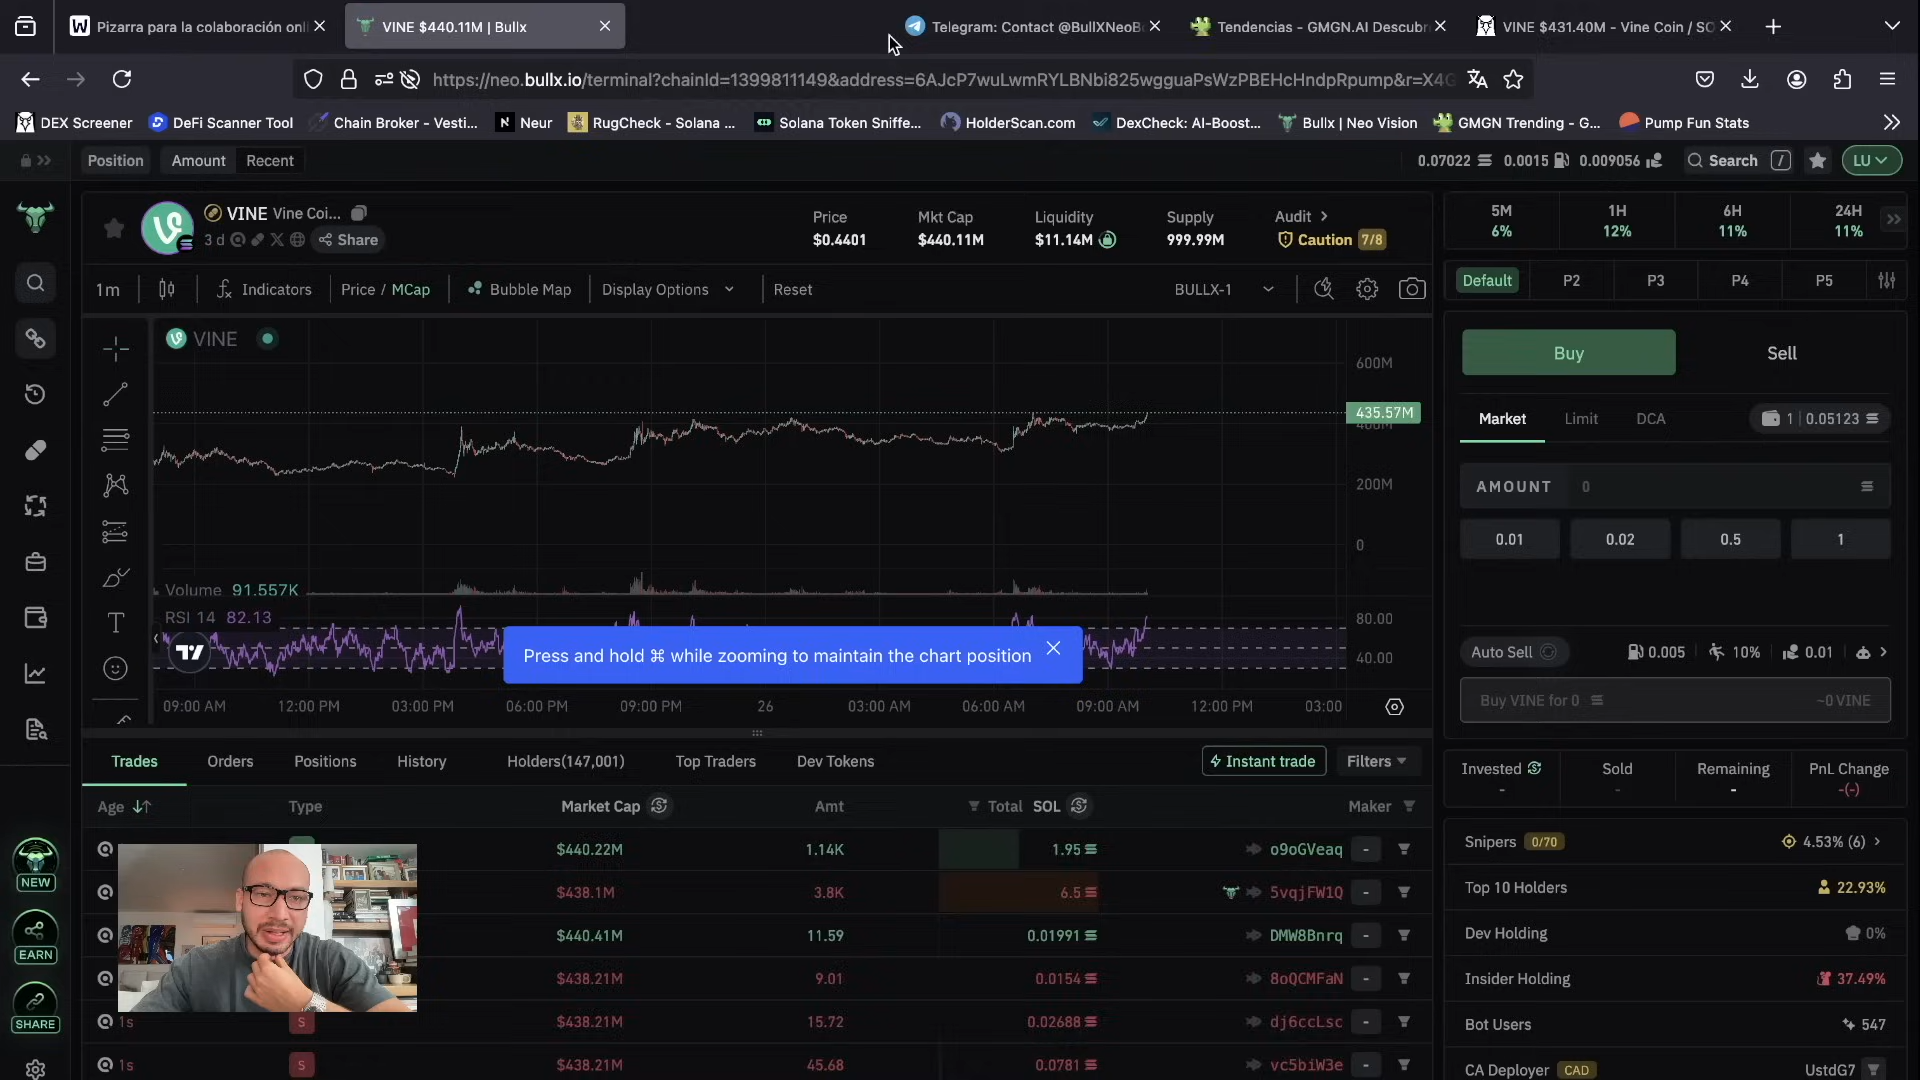 Pizarra para la colaboración onl
VINE $440.11M | Bullx
Telegram: Contact @BullXNeoB
Tendencias - GMGN.AI Descubr
VINE $431.40M - Vine Coin / SO
https://neo.bullx.io/terminal?chainId=1399811149&address=6AJcP7wuLwmRYLBNbi825wgguaPsWzPBEHcHndpRpump&r=X4G
DEX Screener
DeFi Scanner Tool
Chain Broker - Vesti...
Neur
RugCheck - Solana ...
Solana Token Sniffe...
HolderScan.com
DexCheck: AI-Boost...
Bullx | Neo Vision
GMGN Trending - G...
Pump Fun Stats
Position Amount Recent
0.07022 0.0015 0.009056 Search / LU
VINE Vine Coi...
3 d Share
Price
$0.4401
Mkt Cap
$440.11M
Liquidity
$11.14M
Supply
999.99M
Audit
Caution 7/8
5M 1H 6H 24H
6% 12% 11% 11%
1m Indicators Price / MCap Bubble Map Display Options Reset BULLX-1
Default P2 P3 P4 P5
VINE
600M
435.57M
400M
200M
0
Volume 91.557K
RSI 14 82.13
80.00
40.00
Press and hold ⌘ while zooming to maintain the chart position
09:00 AM 12:00 PM 03:00 PM 06:00 PM 09:00 PM 26 03:00 AM 06:00 AM 09:00 AM 12:00 PM 03:00
Buy Sell
Market Limit DCA 1 | 0.05123
AMOUNT 0
0.01 0.02 0.5 1
Auto Sell 0.005 10% 0.01
Buy VINE for 0 ~0 VINE
Trades Orders Positions History Holders(147,001) Top Traders Dev Tokens Instant trade Filters
Age Type Market Cap Amt Total SOL Maker
$440.22M 1.14K 1.95 o9oGVeaq -
$438.1M 3.8K 6.5 5vqjFW1Q -
$440.41M 11.59 0.01991 DMW8Bnrq -
$438.21M 9.01 0.0154 8oQCMFaN -
1s S $438.21M 15.72 0.02688 dj6ccLsc -
1s S $438.21M 45.68 0.0781 vc5biW3e -
Invested Sold Remaining PnL Change
- - - -(-)
Snipers 0/70 4.53% (6)
Top 10 Holders 22.93%
Dev Holding 0%
Insider Holding 37.49%
Bot Users 547
CA Deployer CAD UstdG7
NEW
EARN
SHARE